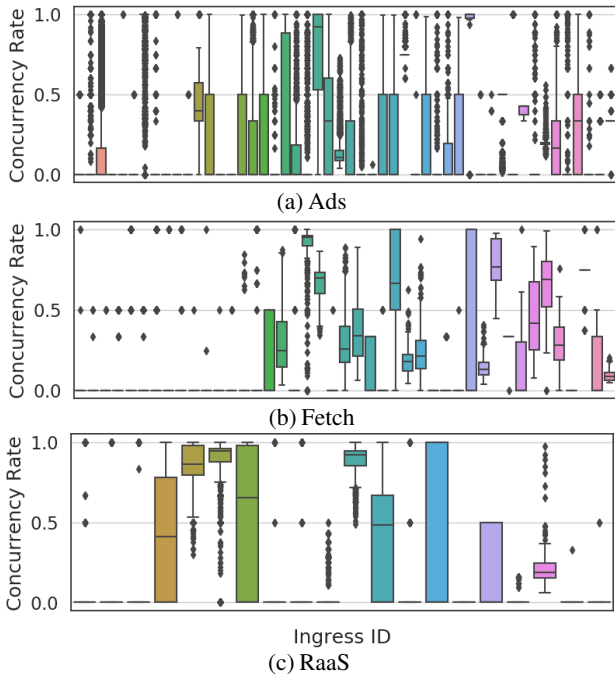 1.0
0.5
0.0
Concurrency Rate
(a) Ads
1.0
0.5
0.0
Concurrency Rate
(b) Fetch
1.0
0.5
0.0
Concurrency Rate
Ingress ID
(c) RaaS